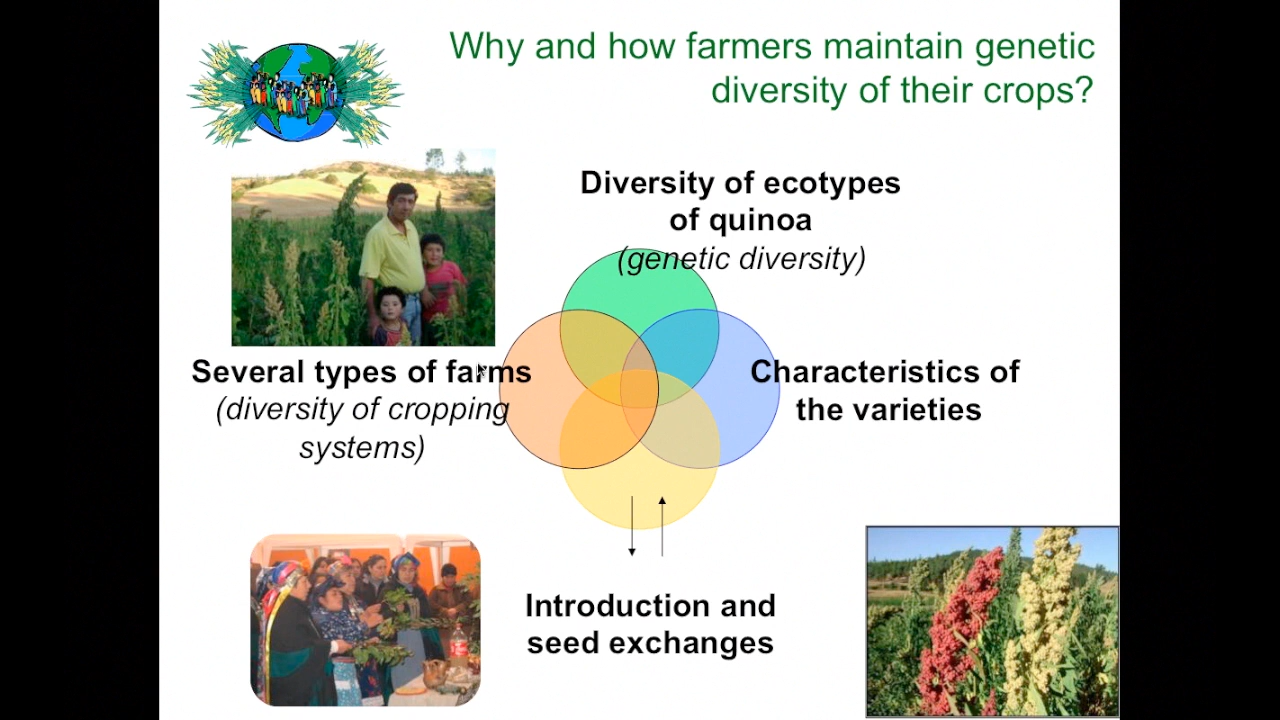 Why and how farmers maintain genetic
diversity of their crops?
Diversity of ecotypes
of quinoa
(genetic diversity)
Several types of farms
(diversity of cropping
systems)
Characteristics of
the varieties
Introduction and
seed exchanges